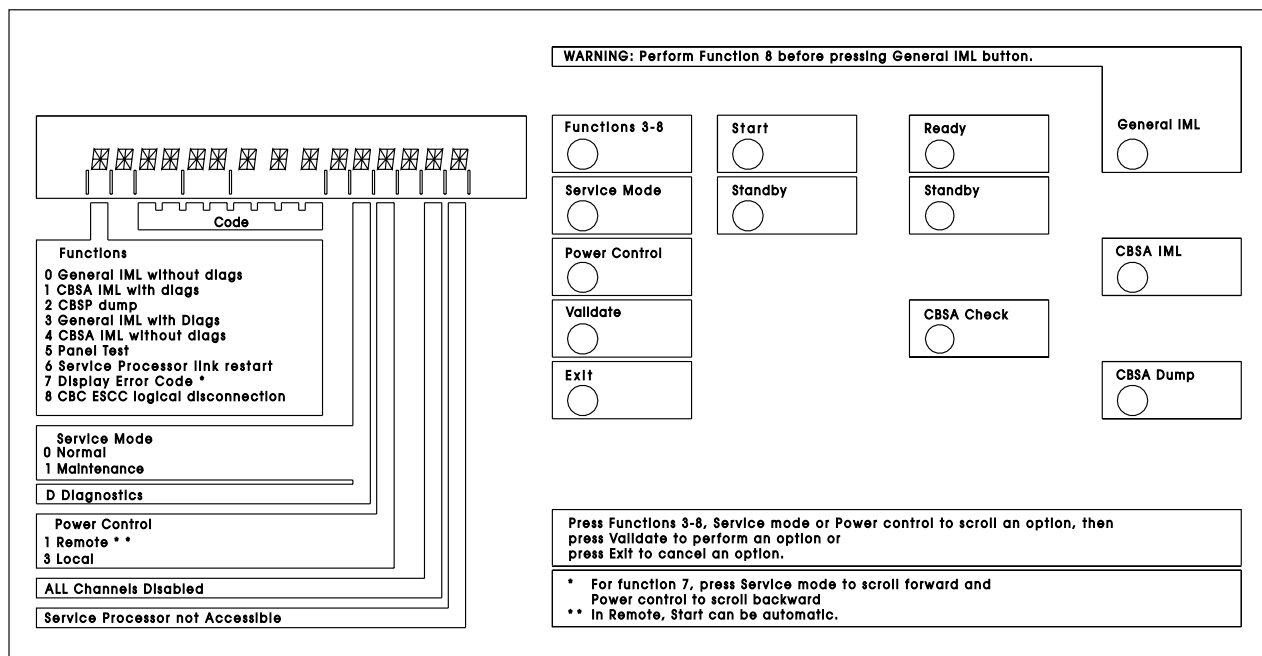 WARNING: Perform Function 8 before pressing General IML button.
Functions 3-8
Start
Ready
General IML
Service Mode
Standby
Standby
Code
Power Control
CBSA IML
Functions
0 General IML without diags
1 CBSA IML with diags
2 CBSP dump
3 General IML with Diags
4 CBSA IML without diags
5 Panel Test
6 Service Processor link restart
7 Display Error Code *
8 CBC ESCC logical disconnection
Validate
CBSA Check
Exit
CBSA Dump
Service Mode
0 Normal
1 Maintenance
D Diagnostics
Power Control
1 Remote * *
3 Local
ALL Channels Disabled
Service Processor not Accessible
Press Functions 3-8, Service mode or Power control to scroll an option, then
press Validate to perform an option or
press Exit to cancel an option.
* For function 7, press Service mode to scroll forward and
Power control to scroll backward
* * In Remote, Start can be automatic.